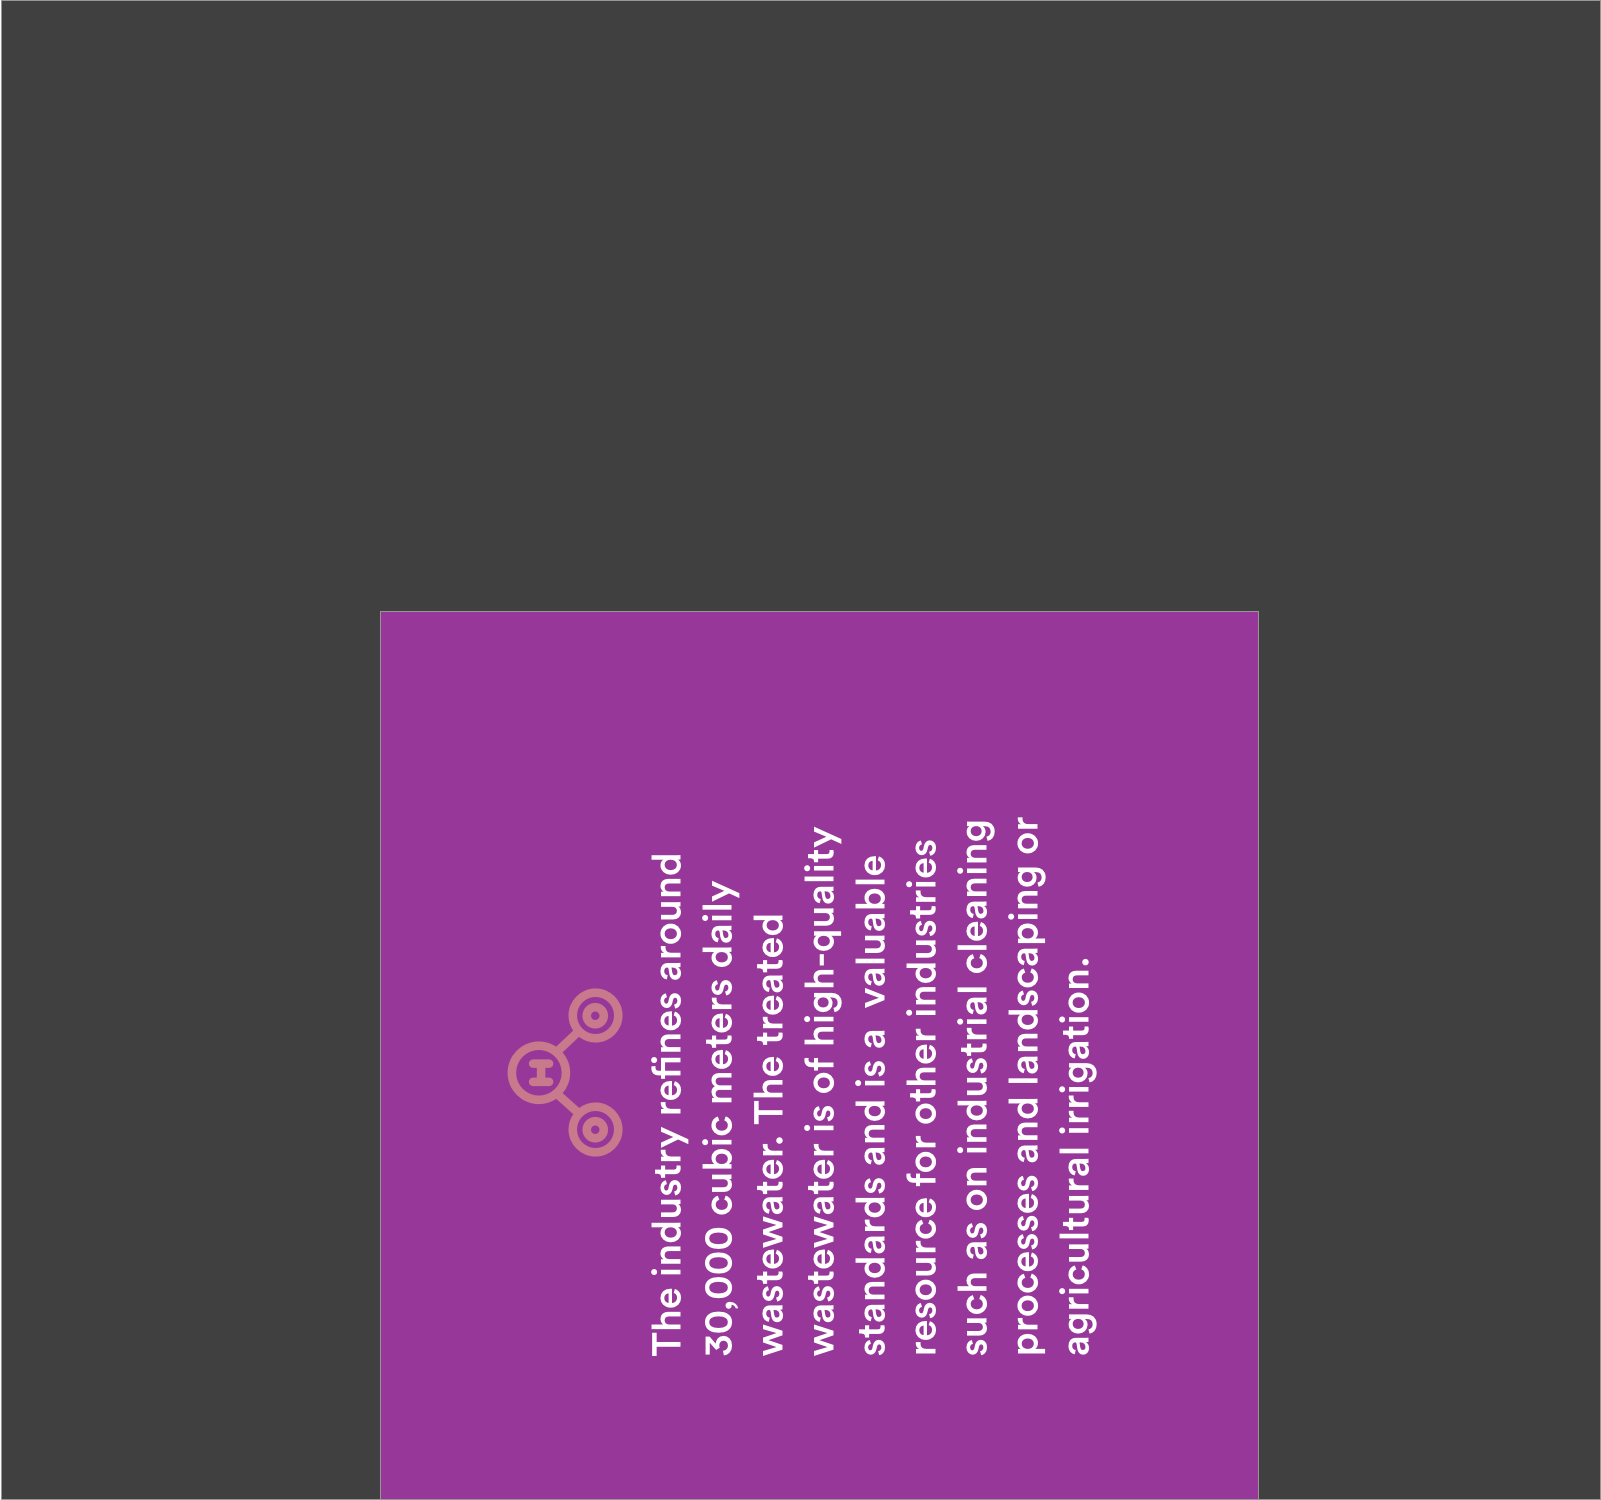 H
The industry refines around
30,000 cubic meters daily
wastewater. The treated
wastewater is of high-quality
standards and is a  valuable
resource for other industries
such as on industrial cleaning
processes and landscaping or
agricultural irrigation.